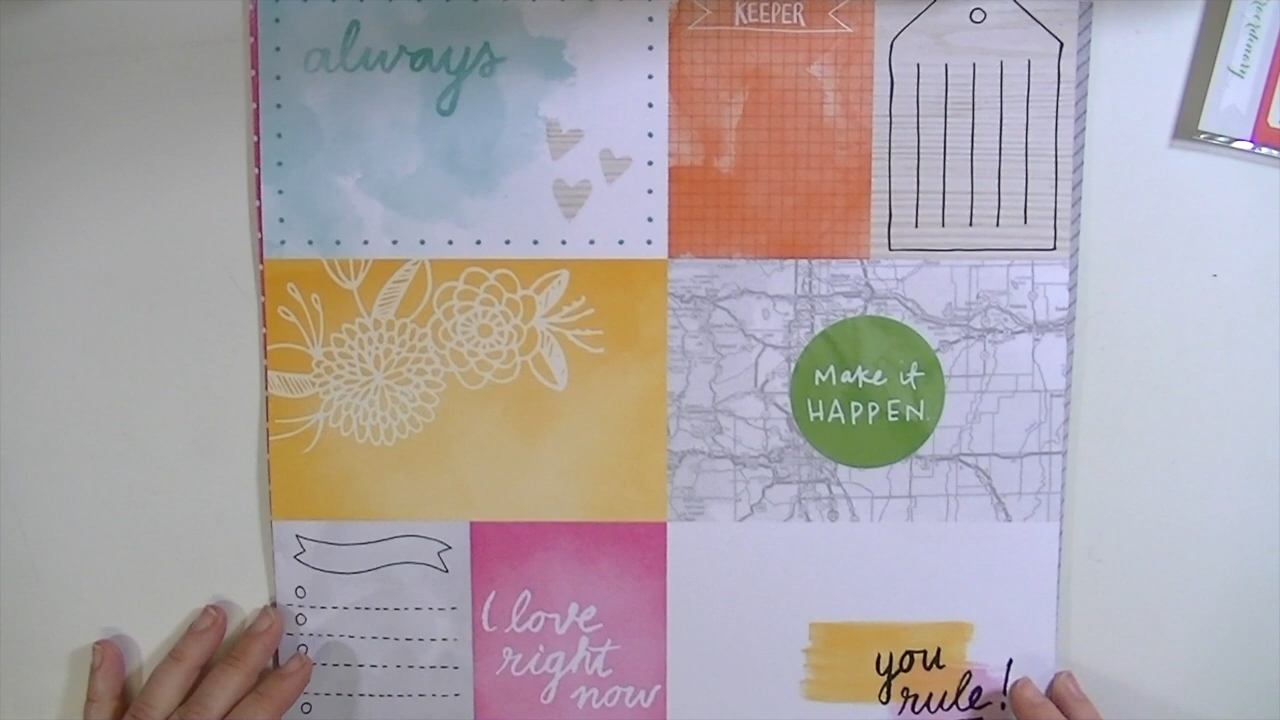 always
KEEPER
Make it
HAPPEN.
I love
right
now
you
rule!